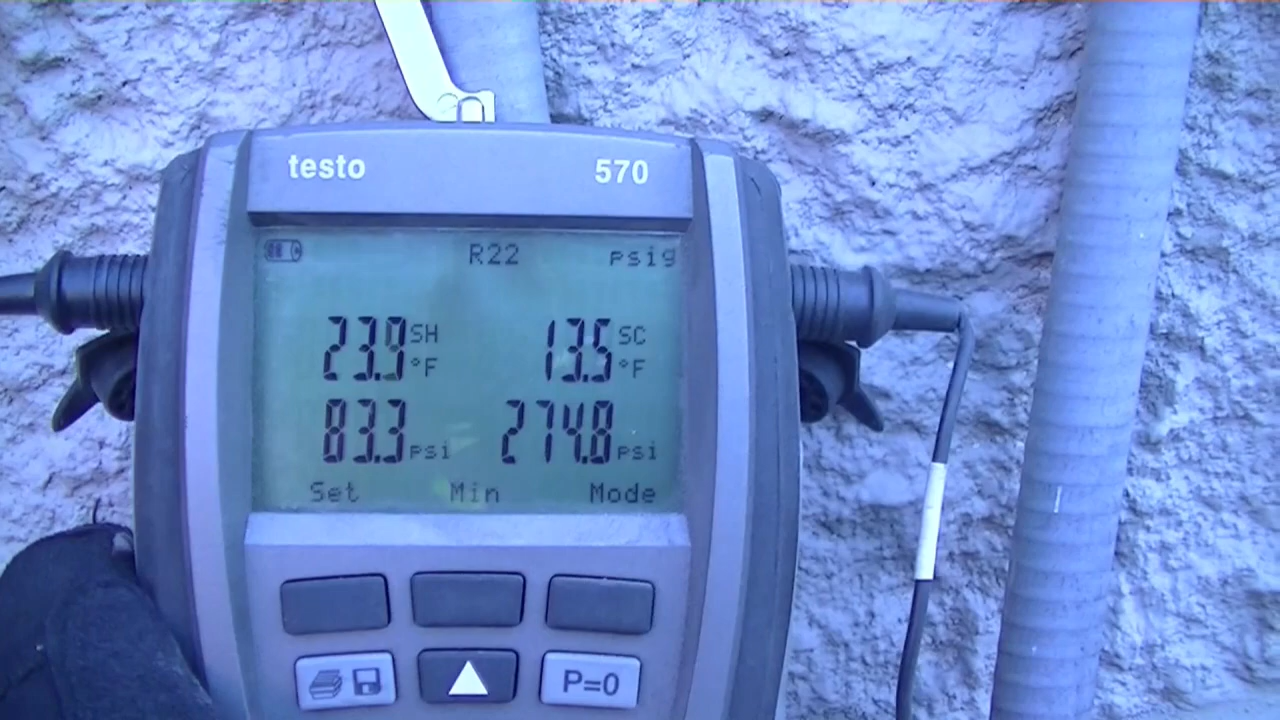 testo 570
R22 psig
23.9 SH °F 13.5 SC °F
83.3 psi 274.8 psi
Set Min Mode
P=0